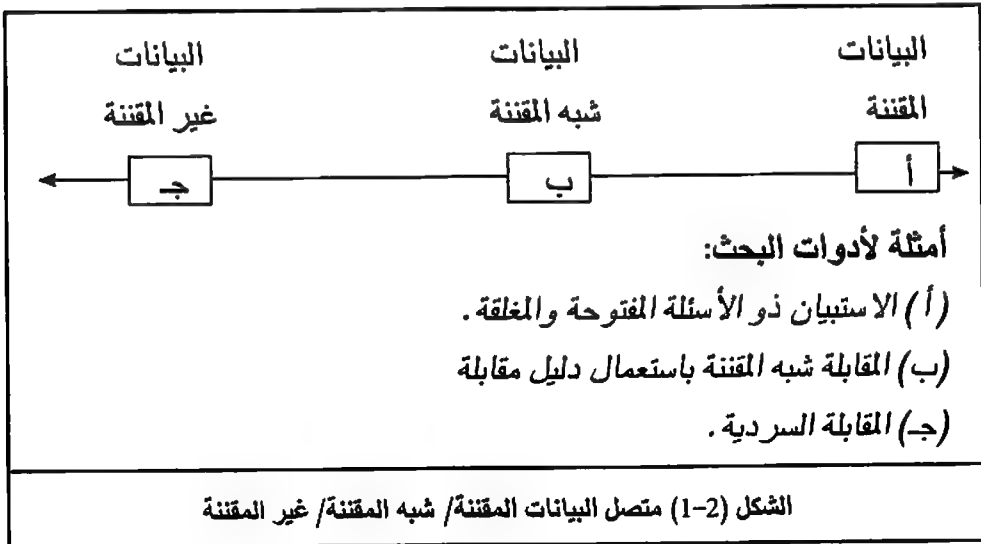 البيانات البيانات البيانات
المقننة شبه المقننة غير المقننة
أ ب جـ
أمثلة لأدوات البحث:
(أ) الاستبيان ذو الأسئلة المفتوحة والمغلقة.
(ب) المقابلة شبه المقننة باستعمال دليل مقابلة
(جـ) المقابلة السردية.
الشكل (2-1) متصل البيانات المقننة/ شبه المقننة/ غير المقننة